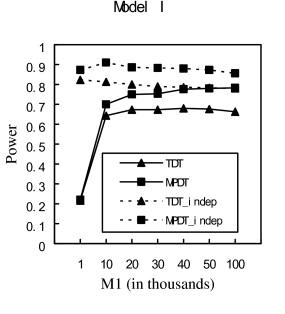 Model I
1
0.9
0.8
0.7
0.6
0.5
0.4
0.3
0.2
0.1
0
Power
TDT
MPDT
TDT_indep
MPDT_indep
1 10 20 30 40 50 100
M1 (in thousands)